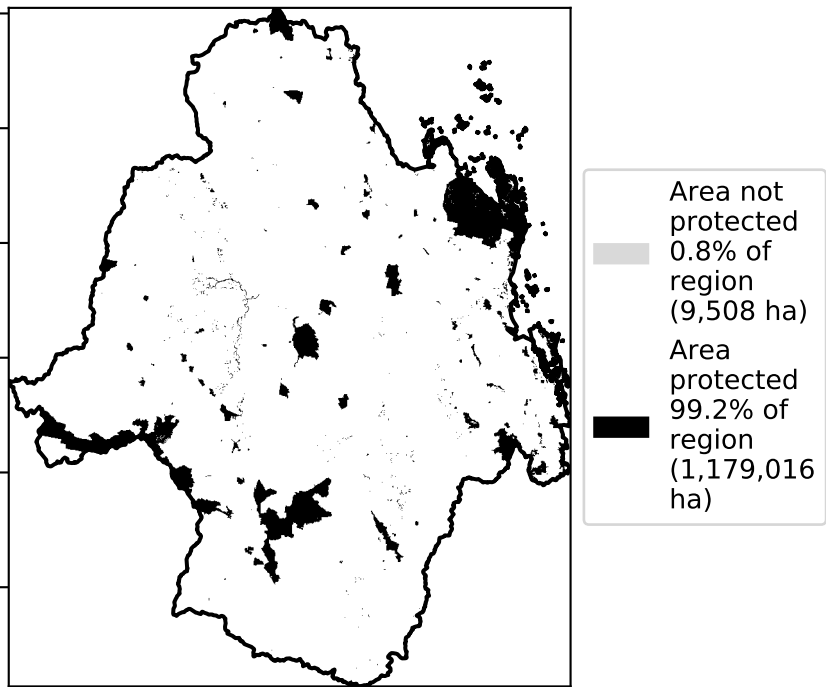 Area not
protected
0.8% of
region
(9,508 ha)
Area
protected
99.2% of
region
(1,179,016
ha)